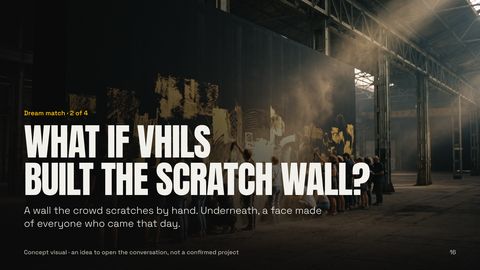 Dream match · 2 of 4
WHAT IF VHILS
BUILT THE SCRATCH WALL?
A wall the crowd scratches by hand. Underneath, a face made
of everyone who came that day.
Concept visual · an idea to open the conversation, not a confirmed project
16